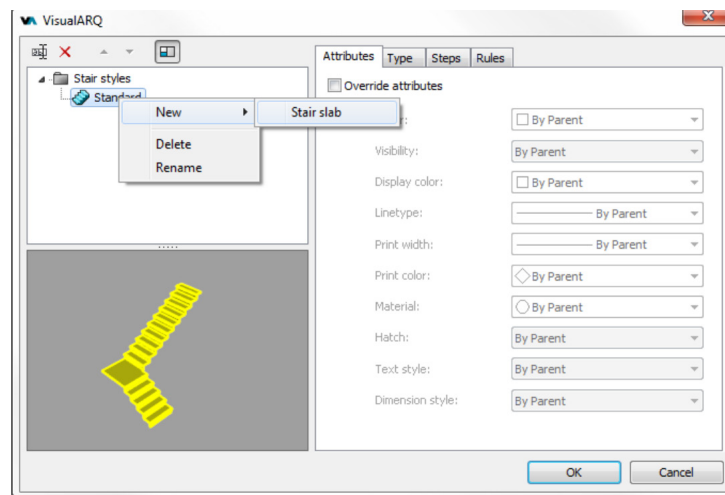 VisualARQ
Attributes Type Steps Rules
Stair styles
Override attributes
Standard
New Stair slab
By Parent
Delete
Visibility: By Parent
Rename
Display color: By Parent
Linetype: By Parent
Print width: By Parent
Print color: By Parent
Material: By Parent
Hatch: By Parent
Text style: By Parent
Dimension style: By Parent
OK Cancel